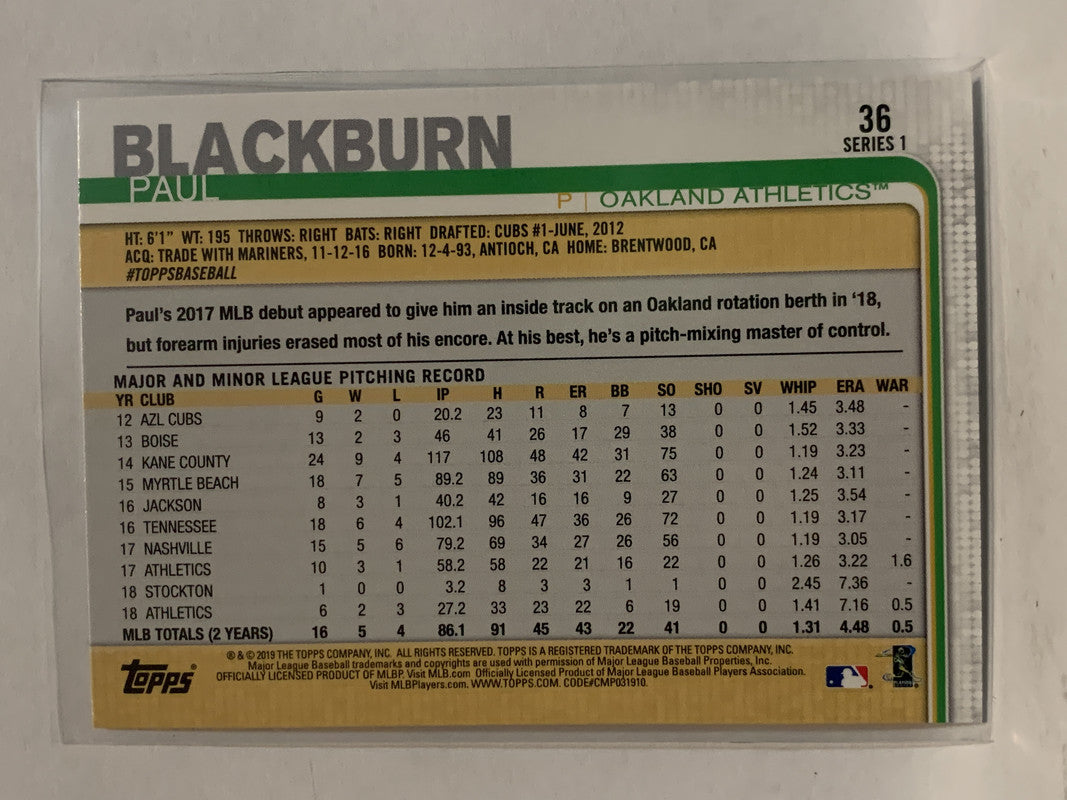 BLACKBURN
PAUL
36
SERIES 1
P | OAKLAND ATHLETICS™
HT: 6'1" WT: 195 THROWS: RIGHT BATS: RIGHT DRAFTED: CUBS #1-JUNE, 2012
ACQ: TRADE WITH MARINERS, 11-12-16 BORN: 12-4-93, ANTIOCH, CA HOME: BRENTWOOD, CA
#TOPPSBASEBALL
Paul's 2017 MLB debut appeared to give him an inside track on an Oakland rotation berth in '18,
but forearm injuries erased most of his encore. At his best, he's a pitch-mixing master of control.
MAJOR AND MINOR LEAGUE PITCHING RECORD
YR CLUB G W L IP H R ER BB SO SHO SV WHIP ERA WAR
12 AZL CUBS 9 2 0 20.2 23 11 8 7 13 0 0 1.45 3.48 -
13 BOISE 13 2 3 46 41 26 17 29 38 0 0 1.52 3.33 -
14 KANE COUNTY 24 9 4 117 108 48 42 31 75 0 0 1.19 3.23 -
15 MYRTLE BEACH 18 7 5 89.2 89 36 31 22 63 0 0 1.24 3.11 -
16 JACKSON 8 3 1 40.2 42 16 16 9 27 0 0 1.25 3.54 -
16 TENNESSEE 18 6 4 102.1 96 47 36 26 72 0 0 1.19 3.17 -
17 NASHVILLE 15 5 6 79.2 69 34 27 26 56 0 0 1.19 3.05 -
17 ATHLETICS 10 3 1 58.2 58 22 21 16 22 0 0 1.26 3.22 1.6
18 STOCKTON 1 0 0 3.2 8 3 3 1 1 0 0 2.45 7.36 -
18 ATHLETICS 6 2 3 27.2 33 23 22 6 19 0 0 1.41 7.16 0.5
MLB TOTALS (2 YEARS) 16 5 4 86.1 91 45 43 22 41 0 0 1.31 4.48 0.5
Topps®
® & © 2019 THE TOPPS COMPANY, INC. ALL RIGHTS RESERVED. TOPPS IS A REGISTERED TRADEMARK OF THE TOPPS COMPANY, INC.
Major League Baseball trademarks and copyrights are used with permission of Major League Baseball Properties, Inc.
OFFICIALLY LICENSED PRODUCT OF MLBP. Visit MLB.com Officially Licensed Product of Major League Baseball Players Association.
Visit MLBPlayers.com. WWW.TOPPS.COM. CODE#CMP031910.